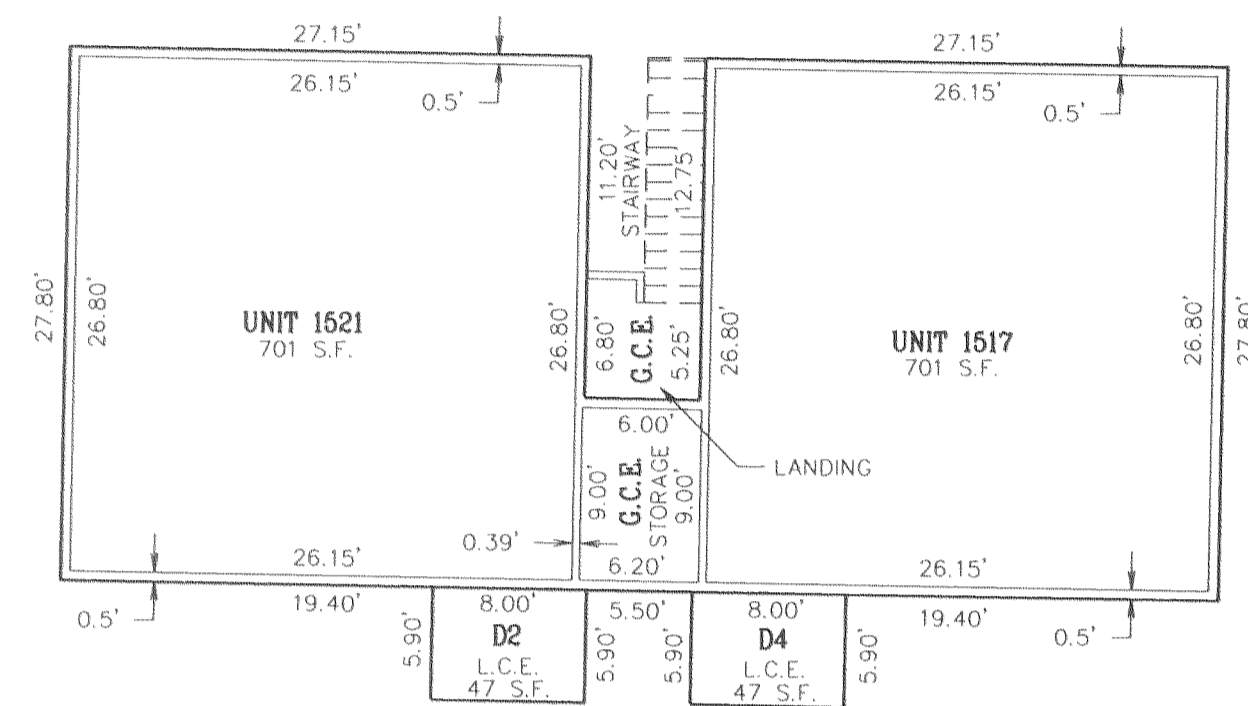 27.15'
26.15'
0.5'
27.80'
26.80'
UNIT 1521
701 S.F.
26.80'
26.15'
0.5'
19.40'
0.39'
11.20'
STAIRWAY
12.75'
6.80'
G.C.E.
5.25'
LANDING
6.00'
9.00'
G.C.E.
STORAGE
9.00'
6.20'
27.15'
26.15'
0.5'
26.80'
UNIT 1517
701 S.F.
26.80'
27.80'
26.15'
19.40'
0.5'
5.90'
8.00'
D2
L.C.E.
47 S.F.
5.90'
5.50'
5.90'
8.00'
D4
L.C.E.
47 S.F.
5.90'